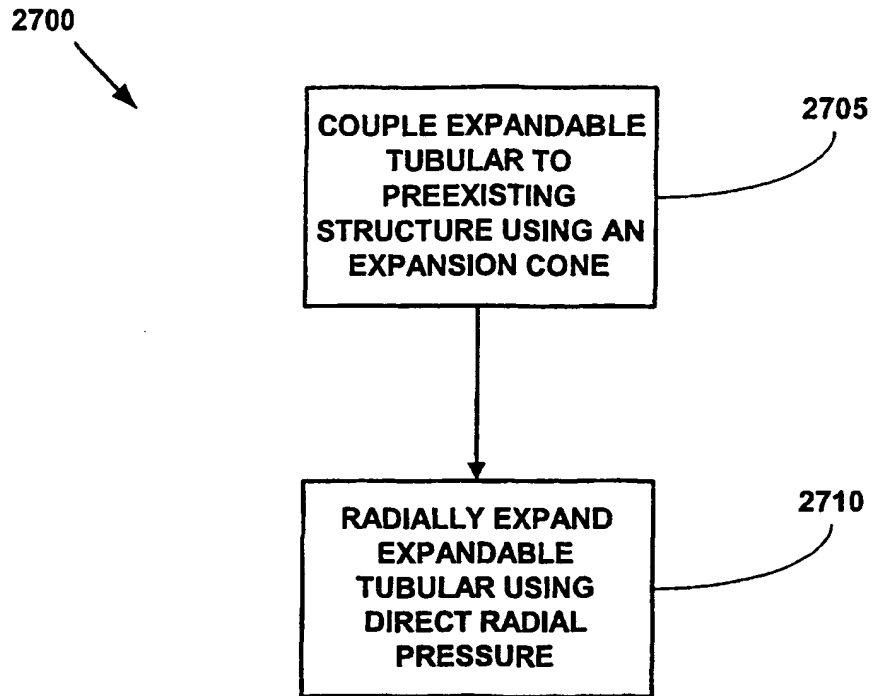 2700
COUPLE EXPANDABLE
TUBULAR TO
PREEXISTING
STRUCTURE USING AN
EXPANSION CONE
2705
RADIALLY EXPAND
EXPANDABLE
TUBULAR USING
DIRECT RADIAL
PRESSURE
2710